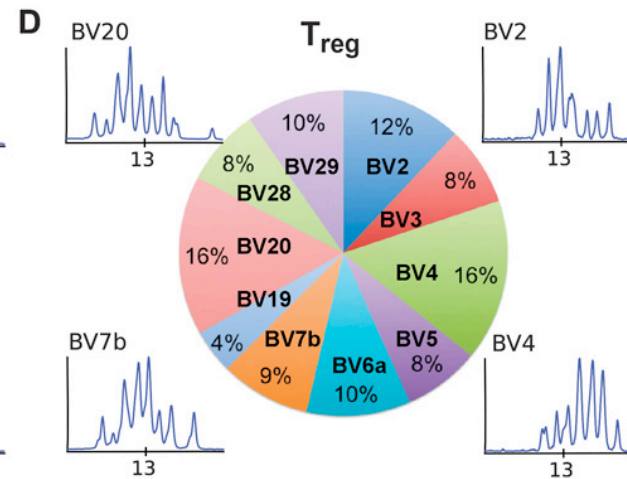 D
BV20
13
Treg
BV2
13
12%
BV2
8%
BV3
BV4
16%
BV5
8%
BV6a
10%
BV7b
9%
BV19
4%
BV20
16%
BV28
8%
BV29
10%
BV7b
13
BV4
13